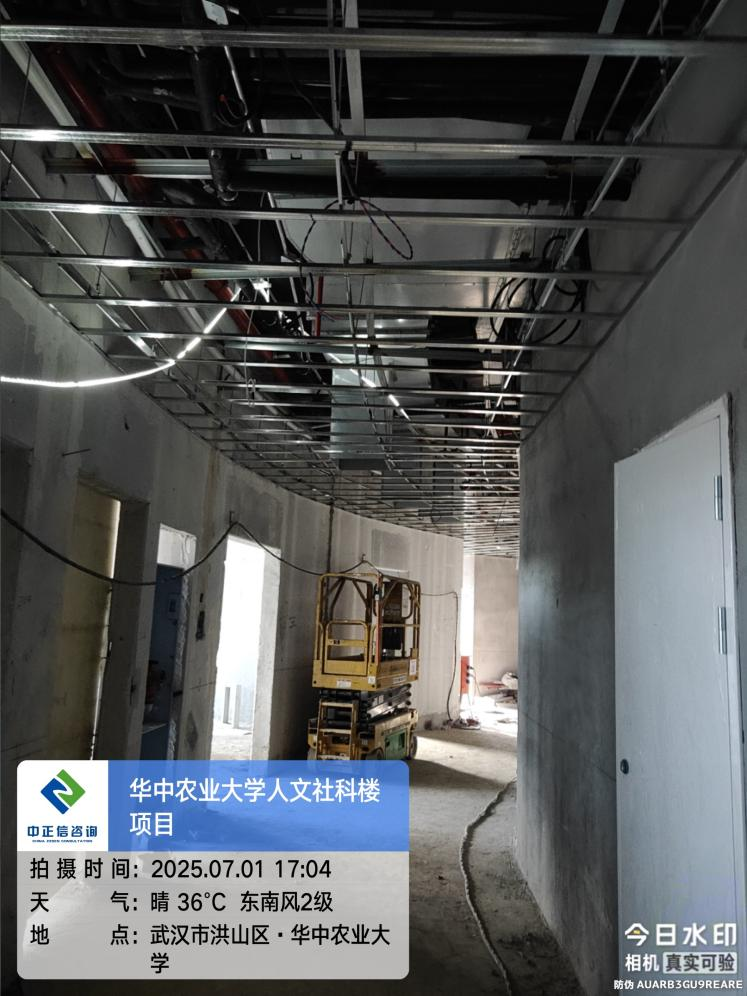 华中农业大学人文社科楼
项目
中正信咨询
CHINA ZEXIN CONSULTATION
拍摄时间：2025.07.01 17:04
天气：晴 36℃ 东南风2级
地点：武汉市洪山区·华中农业大
学
今日水印
相机 真实可验
防伪 AUARB3GU9REARE